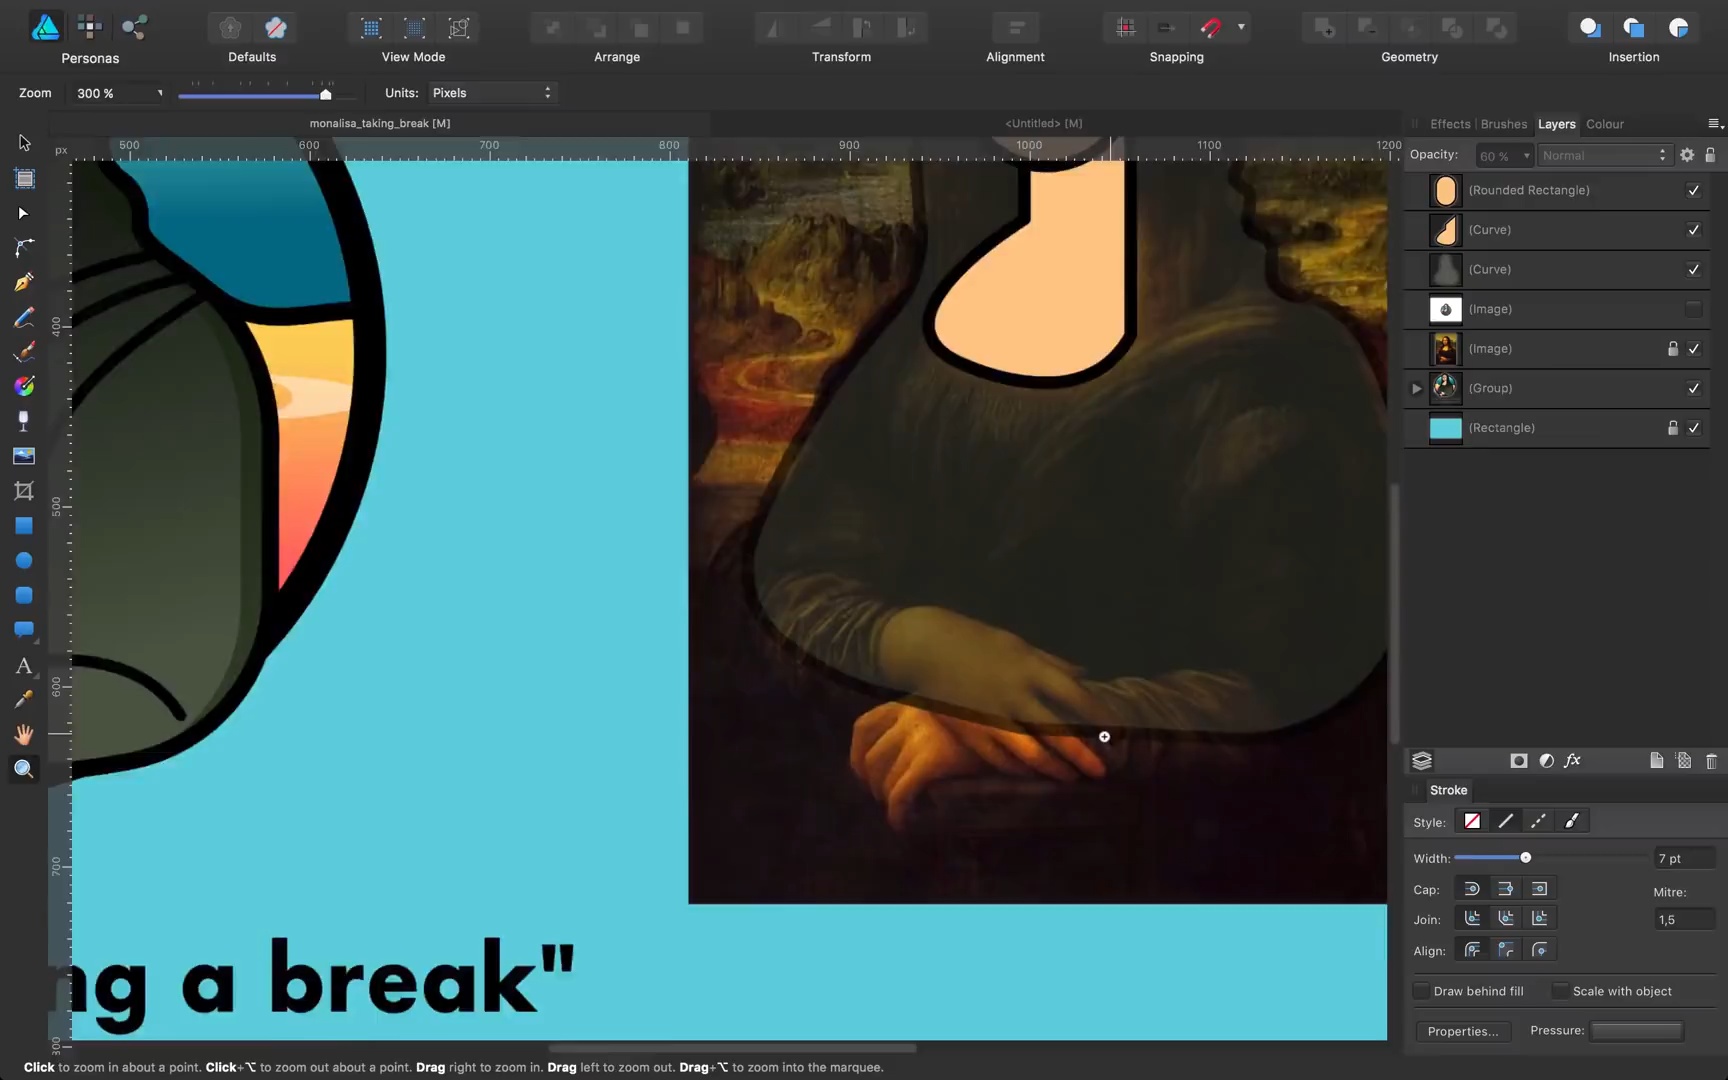 Personas
Defaults
View Mode
Arrange
Transform
Alignment
Snapping
Geometry
Insertion
Zoom
300 %
Units:
Pixels
monalisa_taking_break [M]
<Untitled> [M]
px
500
600
700
800
900
1000
1100
1200
400
500
600
700
ng a break"
Effects
Brushes
Layers
Colour
Opacity:
60 %
Normal
(Rounded Rectangle)
(Curve)
(Curve)
(Image)
(Image)
(Group)
(Rectangle)
Stroke
Style:
Width:
7 pt
Cap:
Mitre:
Join:
1,5
Align:
Draw behind fill
Scale with object
Properties...
Pressure:
Click to zoom in about a point. Click+⌥ to zoom out about a point. Drag right to zoom in. Drag left to zoom out. Drag+⌥ to zoom into the marquee.